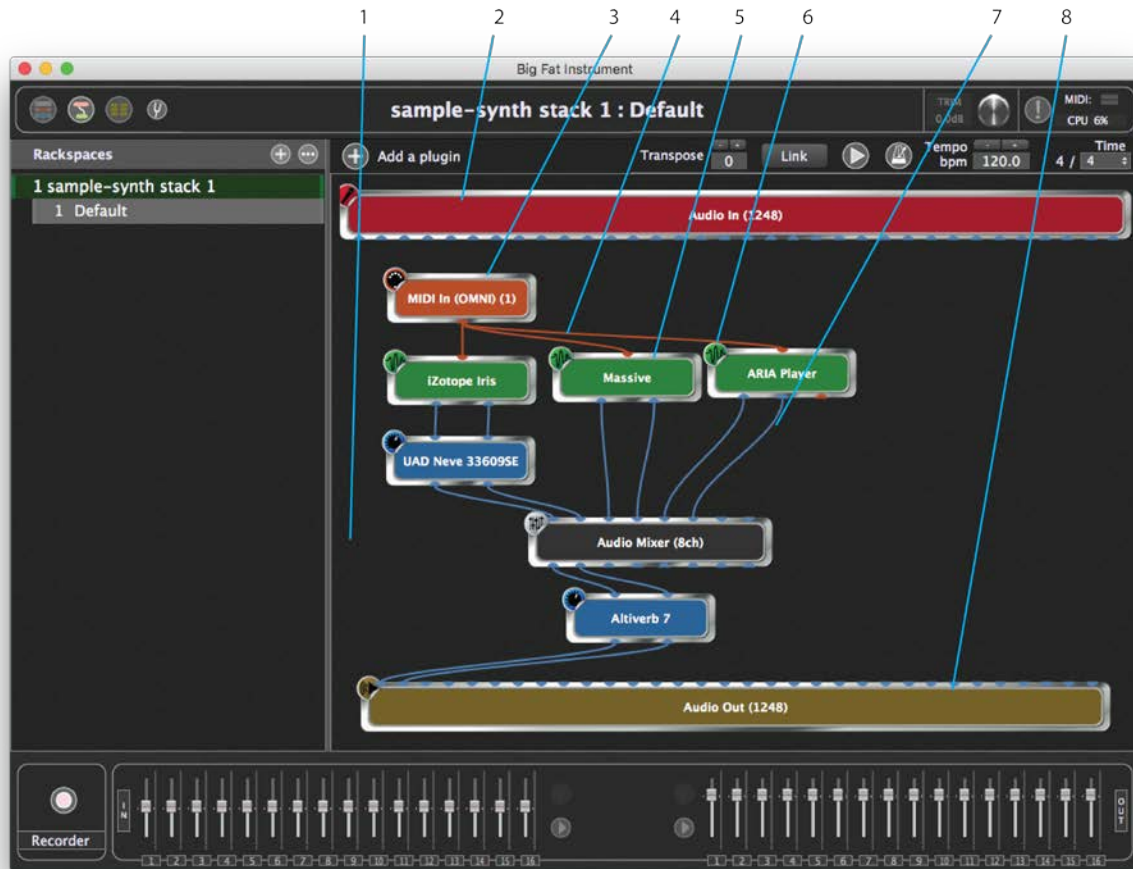 1 2 3 4 5 6 7 8
Big Fat Instrument
sample-synth stack 1 : Default
TRIM
0.0dB
MIDI:
CPU 6%
Rackspaces
Add a plugin
Transpose
0
Link
Tempo
bpm
120.0
Time
4 / 4
1 sample-synth stack 1
1 Default
Audio In (1248)
MIDI In (OMNI) (1)
iZotope Iris
Massive
ARIA Player
UAD Neve 33609SE
Audio Mixer (8ch)
Altiverb 7
Audio Out (1248)
Recorder
IN
1 2 3 4 5 6 7 8 9 10 11 12 13 14 15 16
1 2 3 4 5 6 7 8 9 10 11 12 13 14 15 16
OUT